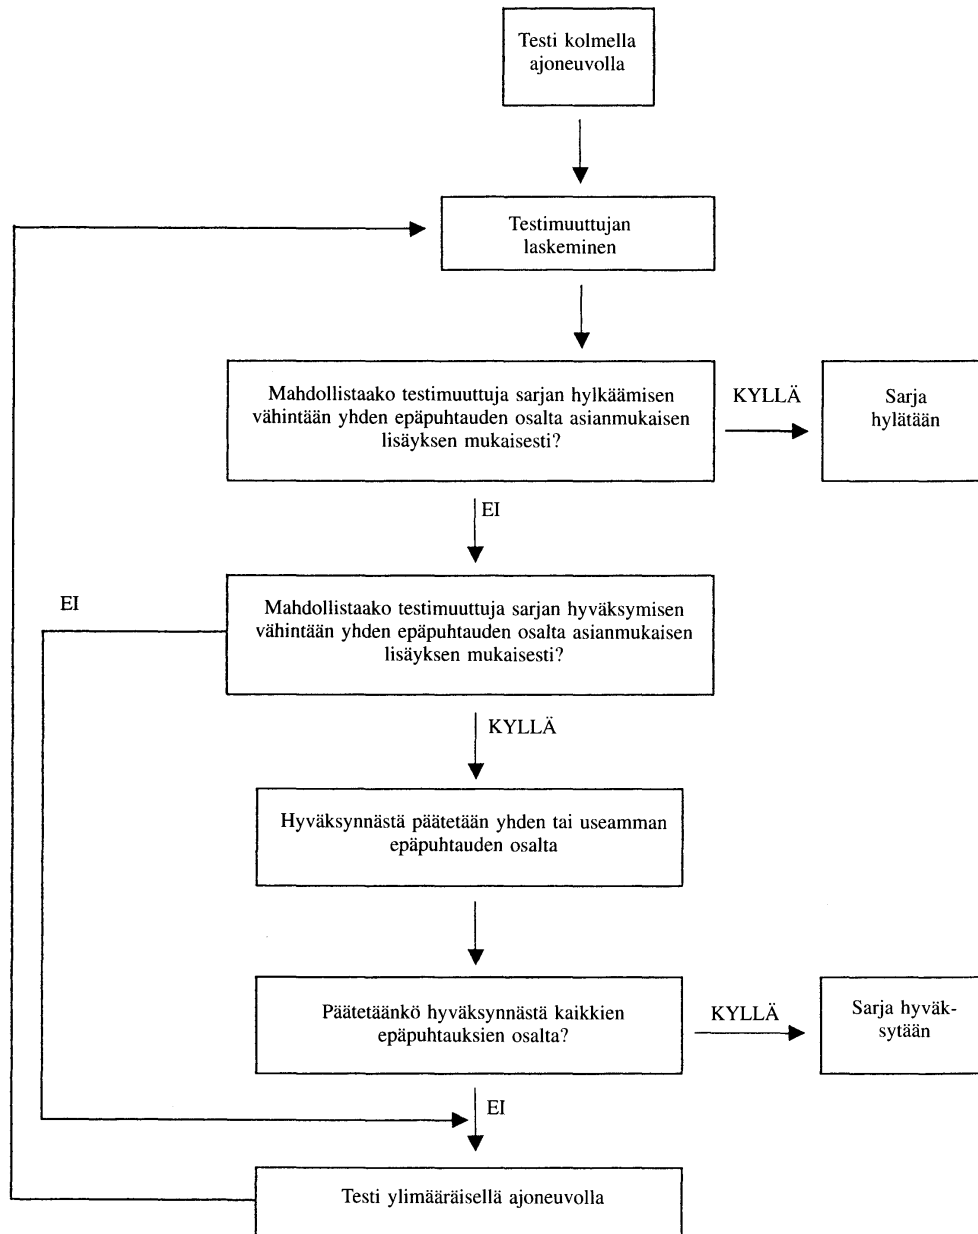 Testi kolmella
ajoneuvolla
Testimuuttujan
laskeminen
Mahdollistaako testimuuttuja sarjan hylkäämisen
vähintään yhden epäpuhtauden osalta asianmukaisen
lisäyksen mukaisesti?
KYLLÄ
Sarja
hylätään
EI
Mahdollistaako testimuuttuja sarjan hyväksymisen
vähintään yhden epäpuhtauden osalta asianmukaisen
lisäyksen mukaisesti?
EI
KYLLÄ
Hyväksynnästä päätetään yhden tai useamman
epäpuhtauden osalta
Päätetäänkö hyväksynnästä kaikkien
epäpuhtauksien osalta?
KYLLÄ
Sarja hyväk-
sytään
EI
Testi ylimääräisellä ajoneuvolla